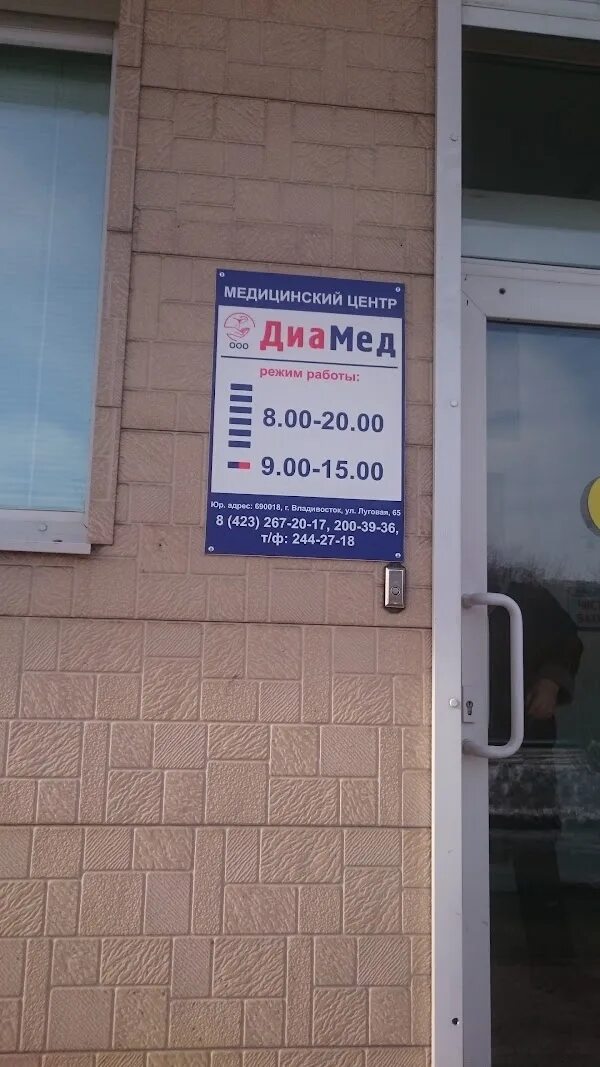 МЕДИЦИНСКИЙ ЦЕНТР
ООО ДиаМед
режим работы:
8.00-20.00
9.00-15.00
Юр. адрес: 690018, г. Владивосток, ул. Луговая, 65
8 (423) 267-20-17, 200-39-36,
т/ф: 244-27-18